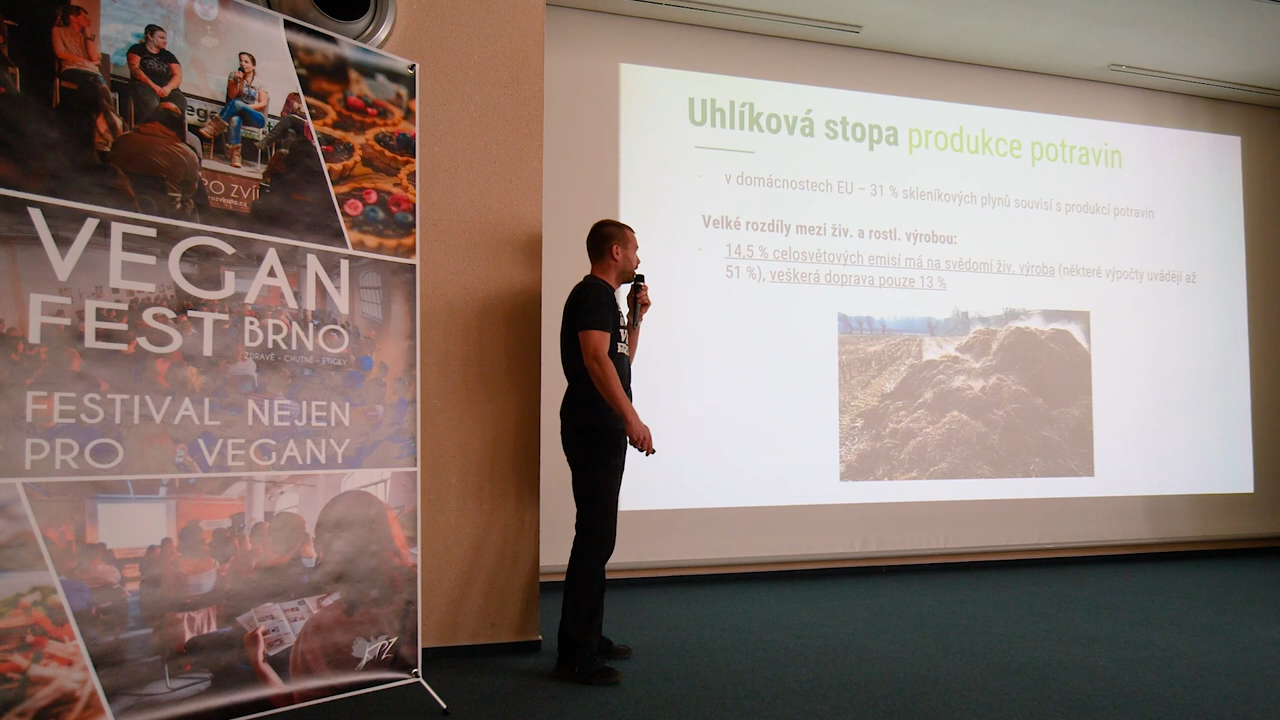 PRO ZVÍŘ
VEGAN
FEST BRNO
ZDRAVĚ - CHUTNĚ - ETICKY
FESTIVAL NEJEN
PRO VEGANY
KTPZ
Uhlíková stopa produkce potravin
- v domácnostech EU – 31 % skleníkových plynů souvisí s produkcí potravin
Velké rozdíly mezi živ. a rostl. výrobou:
- 14,5 % celosvětových emisí má na svědomí živ. výroba (některé výpočty uvádějí až
51 %), veškerá doprava pouze 13 %